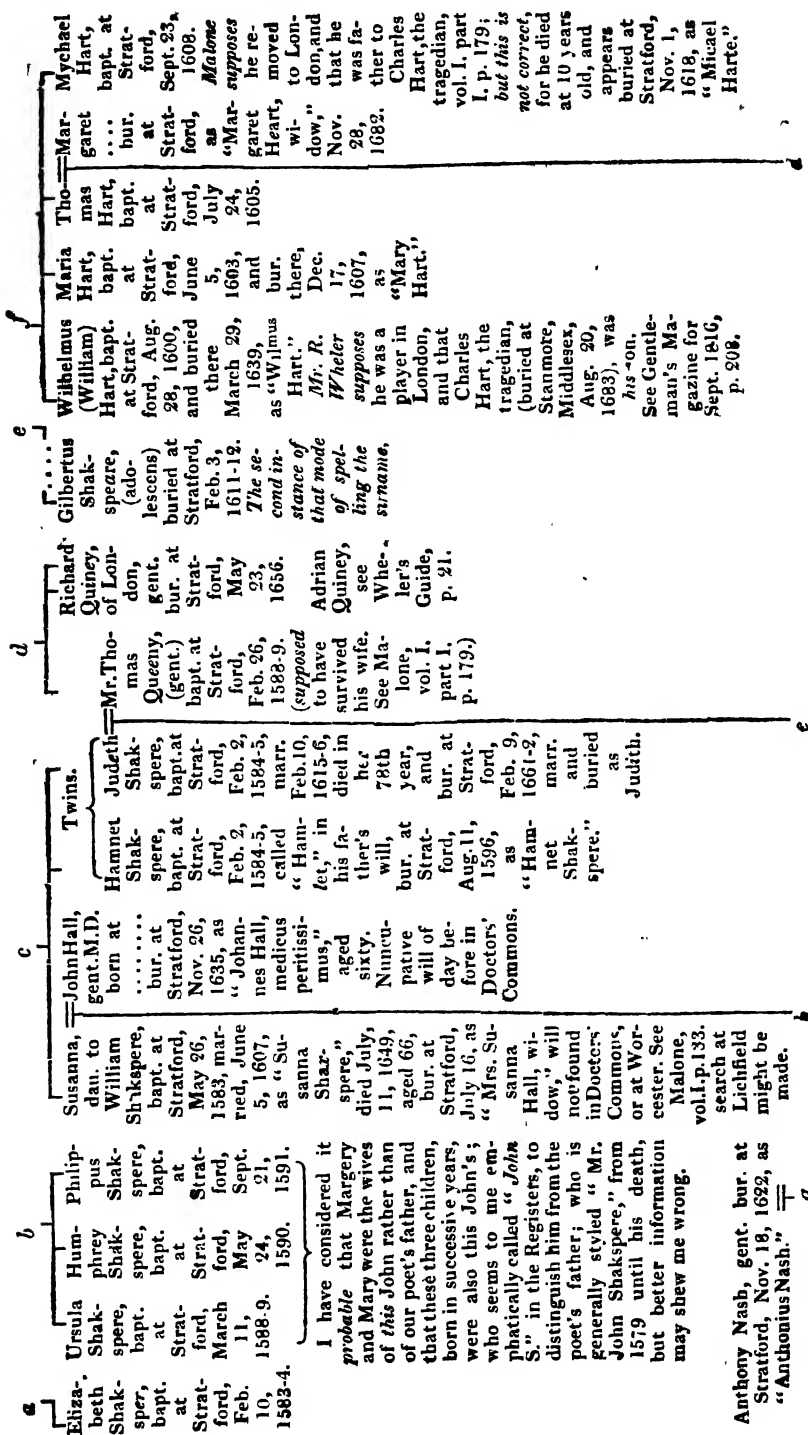 a
Eliza-
beth
Shak-
sper,
bapt.
at
Strat-
ford,
Feb.
10,
1583-4.
b
Ursula
Shak-
spere,
bapt.
at
Strat-
ford,
March
11,
1588-9.
Hum-
phrey
Shak-
spere,
bapt.
at
Strat-
ford,
May
24,
1590.
Philip-
pus
Shak-
spere,
bapt.
at
Strat-
ford,
Sept.
21,
1591.
I have considered it
probable that Margery
and Mary were the wives
of this John rather than
of our poet's father, and
that these three children,
born in successive years,
were also this John's;
who seems to me em-
phatically called "John
S." in the Registers, to
distinguish him from the
poet's father; who is
generally styled "Mr.
John Shakspere," from
1579 until his death,
but better information
may shew me wrong.
Anthony Nash, gent. bur. at
Stratford, Nov. 18, 1622, as
"Anthonius Nash."
a
c
Susanna,
dau. to
William
Shakspere,
bapt. at
Stratford,
May 26,
1583, mar-
ried, June
5, 1607,
as "Su-
sanna
Shax-
spere,"
died July,
11, 1649,
aged 66,
bur. at
Stratford,
July 16, as
"Mrs. Su-
sanna
Hall, wi-
dow," will
not found
in Docters'
Commons,
or at Wor-
cester. See
Malone,
vol. I. p. 133.
search at
Lichfield
might be
made.
John Hall,
gent. M.D.
born at
........
bur. at
Stratford,
Nov. 26,
1635, as
"Johan-
nes Hall,
medicus
peritissi-
mus,"
aged
sixty.
Nuncu-
pative
will of
day be-
fore in
Doctors'
Commons.
b
Twins.
Hamnet
Shak-
spere,
bapt. at
Strat-
ford,
Feb. 2,
1584-5,
called
"Ham-
let," in
his fa-
ther's
will,
bur. at
Strat-
ford,
Aug. 11,
1596,
as
"Ham-
net
Shak-
spere."
Judeth
Shak-
spere,
bapt. at
Strat-
ford,
Feb. 2,
1584-5,
marr.
Feb. 10,
1615-6,
died in
her
78th
year,
and
bur. at
Strat-
ford,
Feb. 9,
1661-2,
marr.
and
buried
as
Judith.
d
Mr. Tho-
mas
Queeny,
(gent.)
bapt. at
Strat-
ford,
Feb. 26,
1588-9.
(supposed
to have
survived
his wife.
See Ma-
lone,
vol. I.
part I.
p. 179.)
c
Richard
Quiney,
of Lon-
don,
gent.
bur. at
Strat-
ford,
May
23,
1656.
Adrian
Quiney,
see
Whe-
ler's
Guide,
p. 21.
e
....
Gilbertus
Shak-
speare,
(ado-
lescens)
buried at
Stratford,
Feb. 3,
1611-12.
The se-
cond in-
stance of
that mode
of spel-
ling the
surname.
f
Wilhelmus
(William)
Hart, bapt.
at Strat-
ford, Aug.
28, 1600,
and buried
there
March 29,
1639,
as "Wilmus
Hart."
Mr. R.
Wheler
supposes
he was a
player in
London,
and that
Charles
Hart, the
tragedian,
(buried at
Stanmore,
Middlesex,
Aug. 20,
1683), was
his son.
See Gentle-
man's Ma-
gazine for
Sept. 1816,
p. 208.
Maria
Hart,
bapt.
at
Strat-
ford,
June
5,
1603,
and
bur.
there,
Dec.
17,
1607,
as
"Mary
Hart."
Tho-
mas
Hart,
bapt.
at
Strat-
ford,
July
24,
1605.
Mar-
garet
....
bur.
at
Strat-
ford,
as
"Mar-
garet
Heart,
wi-
dow,"
Nov.
28,
1682.
d
Mychael
Hart,
bapt. at
Strat-
ford,
Sept. 23,
1608.
Malone
supposes
he re-
moved
to Lon-
don, and
that he
was fa-
ther to
Charles
Hart, the
tragedian,
vol. I. part
I. p. 179;
but this is
not correct,
for he died
at 10 years
old, and
appears
buried at
Stratford,
Nov. 1,
1618, as
"Micael
Harte."